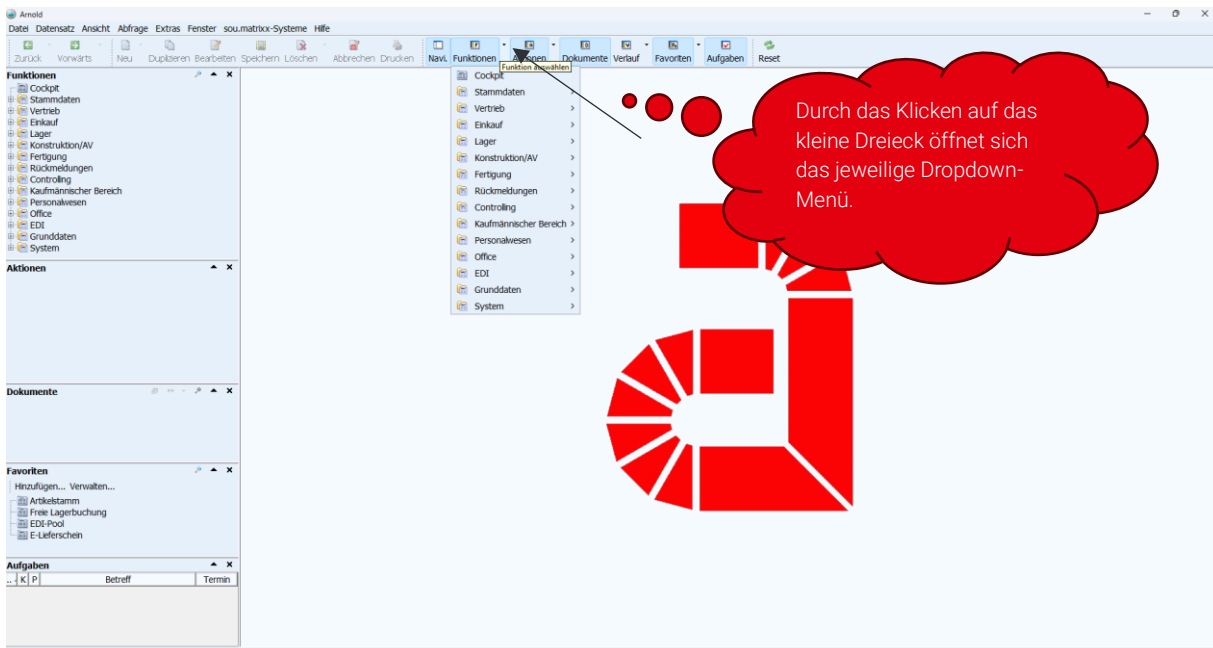 Arnold
Datei Datensatz Ansicht Abfrage Extras Fenster sou.matrixx-Systeme Hilfe
Zurück Vorwärts Neu Duplizieren Bearbeiten Speichern Löschen Abbrechen Drucken Navi. Funktionen Aktionen Dokumente Verlauf Favoriten Aufgaben Reset
Funktion auswählen
Funktionen
Cockpit
Stammdaten
Vertrieb
Einkauf
Lager
Konstruktion/AV
Fertigung
Rückmeldungen
Controlling
Kaufmännischer Bereich
Personalwesen
Office
EDI
Grunddaten
System
Cockpit
Stammdaten
Vertrieb
Einkauf
Lager
Konstruktion/AV
Fertigung
Rückmeldungen
Controlling
Kaufmännischer Bereich
Personalwesen
Office
EDI
Grunddaten
System
Durch das Klicken auf das
kleine Dreieck öffnet sich
das jeweilige Dropdown-
Menü.
Aktionen
Dokumente
Favoriten
Hinzufügen... Verwalten...
Artikelstamm
Freie Lagerbuchung
EDI-Pool
E-Lieferschein
Aufgaben
... K P Betreff Termin